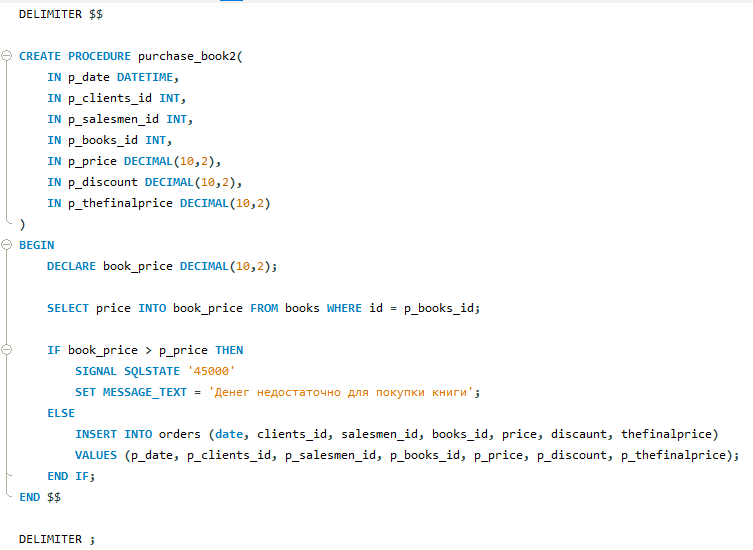 DELIMITER $$
CREATE PROCEDURE purchase_book2(
IN p_date DATETIME,
IN p_clients_id INT,
IN p_salesmen_id INT,
IN p_books_id INT,
IN p_price DECIMAL(10,2),
IN p_discount DECIMAL(10,2),
IN p_thefinalprice DECIMAL(10,2)
)
BEGIN
DECLARE book_price DECIMAL(10,2);
SELECT price INTO book_price FROM books WHERE id = p_books_id;
IF book_price > p_price THEN
SIGNAL SQLSTATE '45000'
SET MESSAGE_TEXT = 'Денег недостаточно для покупки книги';
ELSE
INSERT INTO orders (date, clients_id, salesmen_id, books_id, price, discaunt, thefinalprice)
VALUES (p_date, p_clients_id, p_salesmen_id, p_books_id, p_price, p_discount, p_thefinalprice);
END IF;
END $$
DELIMITER ;